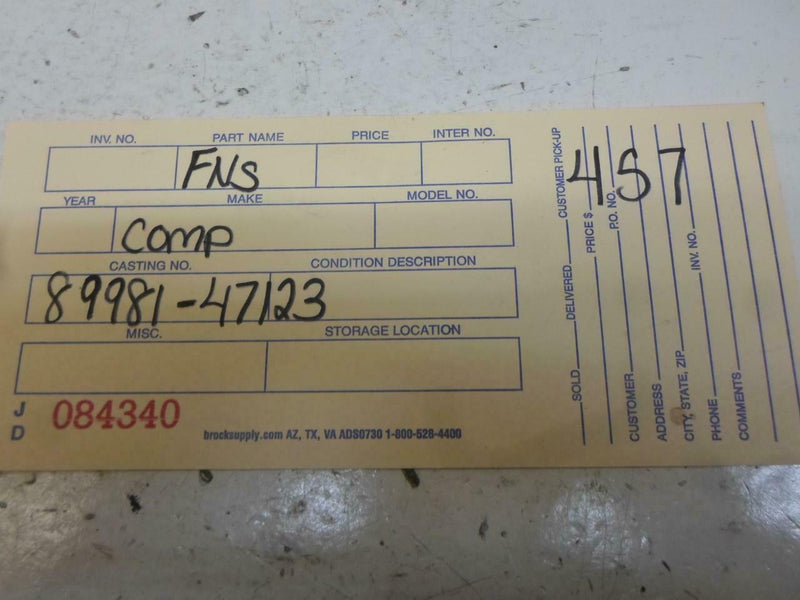 INV. NO. PART NAME PRICE INTER NO.
FNS
YEAR MAKE MODEL NO.
Comp
CASTING NO. CONDITION DESCRIPTION
89981-47123
MISC. STORAGE LOCATION
J
D
084340
brocksupply.com AZ, TX, VA ADS0730 1-800-528-4400
457
SOLD DELIVERED CUSTOMER PICK-UP
PRICE $
P.O. NO.
CUSTOMER
ADDRESS
CITY, STATE, ZIP INV. NO.
PHONE
COMMENTS